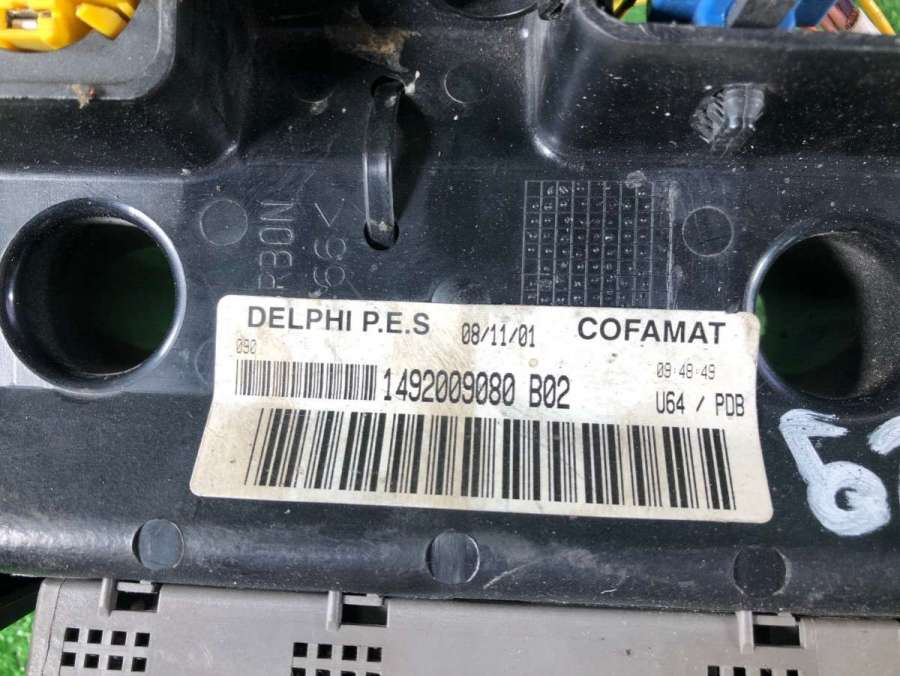 DELPHI P.E.S 08/11/01 COFAMAT
090
09:48:49
1492009080 B02
U64 / PDB